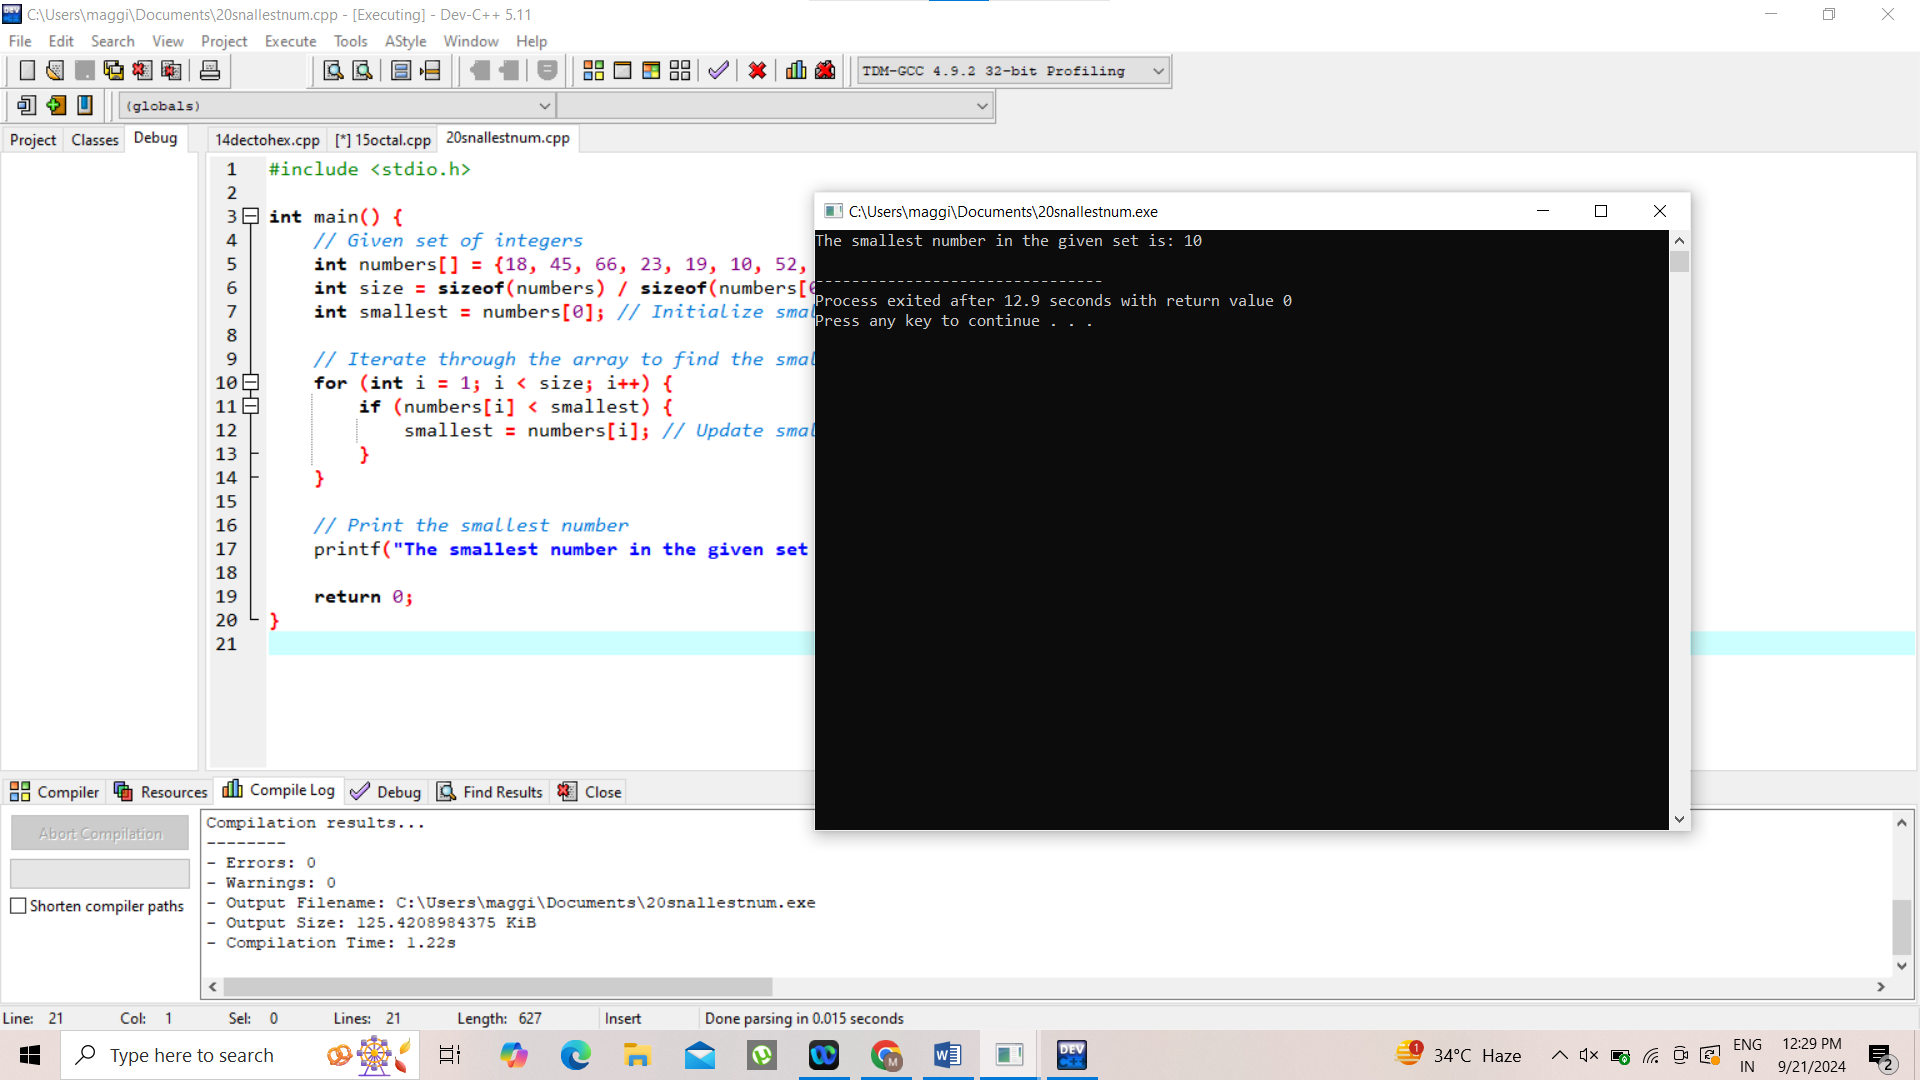 C:\Users\maggi\Documents\20snallestnum.cpp - [Executing] - Dev-C++ 5.11
File Edit Search View Project Execute Tools AStyle Window Help
TDM-GCC 4.9.2 32-bit Profiling
(globals)
Project Classes Debug 14dectohex.cpp [*] 15octal.cpp 20snallestnum.cpp
1 #include <stdio.h>
2
3 int main() {
4 // Given set of integers
5 int numbers[] = {18, 45, 66, 23, 19, 10, 52,
6 int size = sizeof(numbers) / sizeof(numbers[0
7 int smallest = numbers[0]; // Initialize smal
8
9 // Iterate through the array to find the smal
10 for (int i = 1; i < size; i++) {
11 if (numbers[i] < smallest) {
12 smallest = numbers[i]; // Update smal
13 }
14 }
15
16 // Print the smallest number
17 printf("The smallest number in the given set
18
19 return 0;
20 }
21
C:\Users\maggi\Documents\20snallestnum.exe
The smallest number in the given set is: 10
--------------------------------
Process exited after 12.9 seconds with return value 0
Press any key to continue . . .
Compiler Resources Compile Log Debug Find Results Close
Abort Compilation
Shorten compiler paths
Compilation results...
--------
- Errors: 0
- Warnings: 0
- Output Filename: C:\Users\maggi\Documents\20snallestnum.exe
- Output Size: 125.4208984375 KiB
- Compilation Time: 1.22s
Line: 21 Col: 1 Sel: 0 Lines: 21 Length: 627 Insert Done parsing in 0.015 seconds
Type here to search
DEV
1
34°C Haze
ENG
IN
12:29 PM
9/21/2024
2